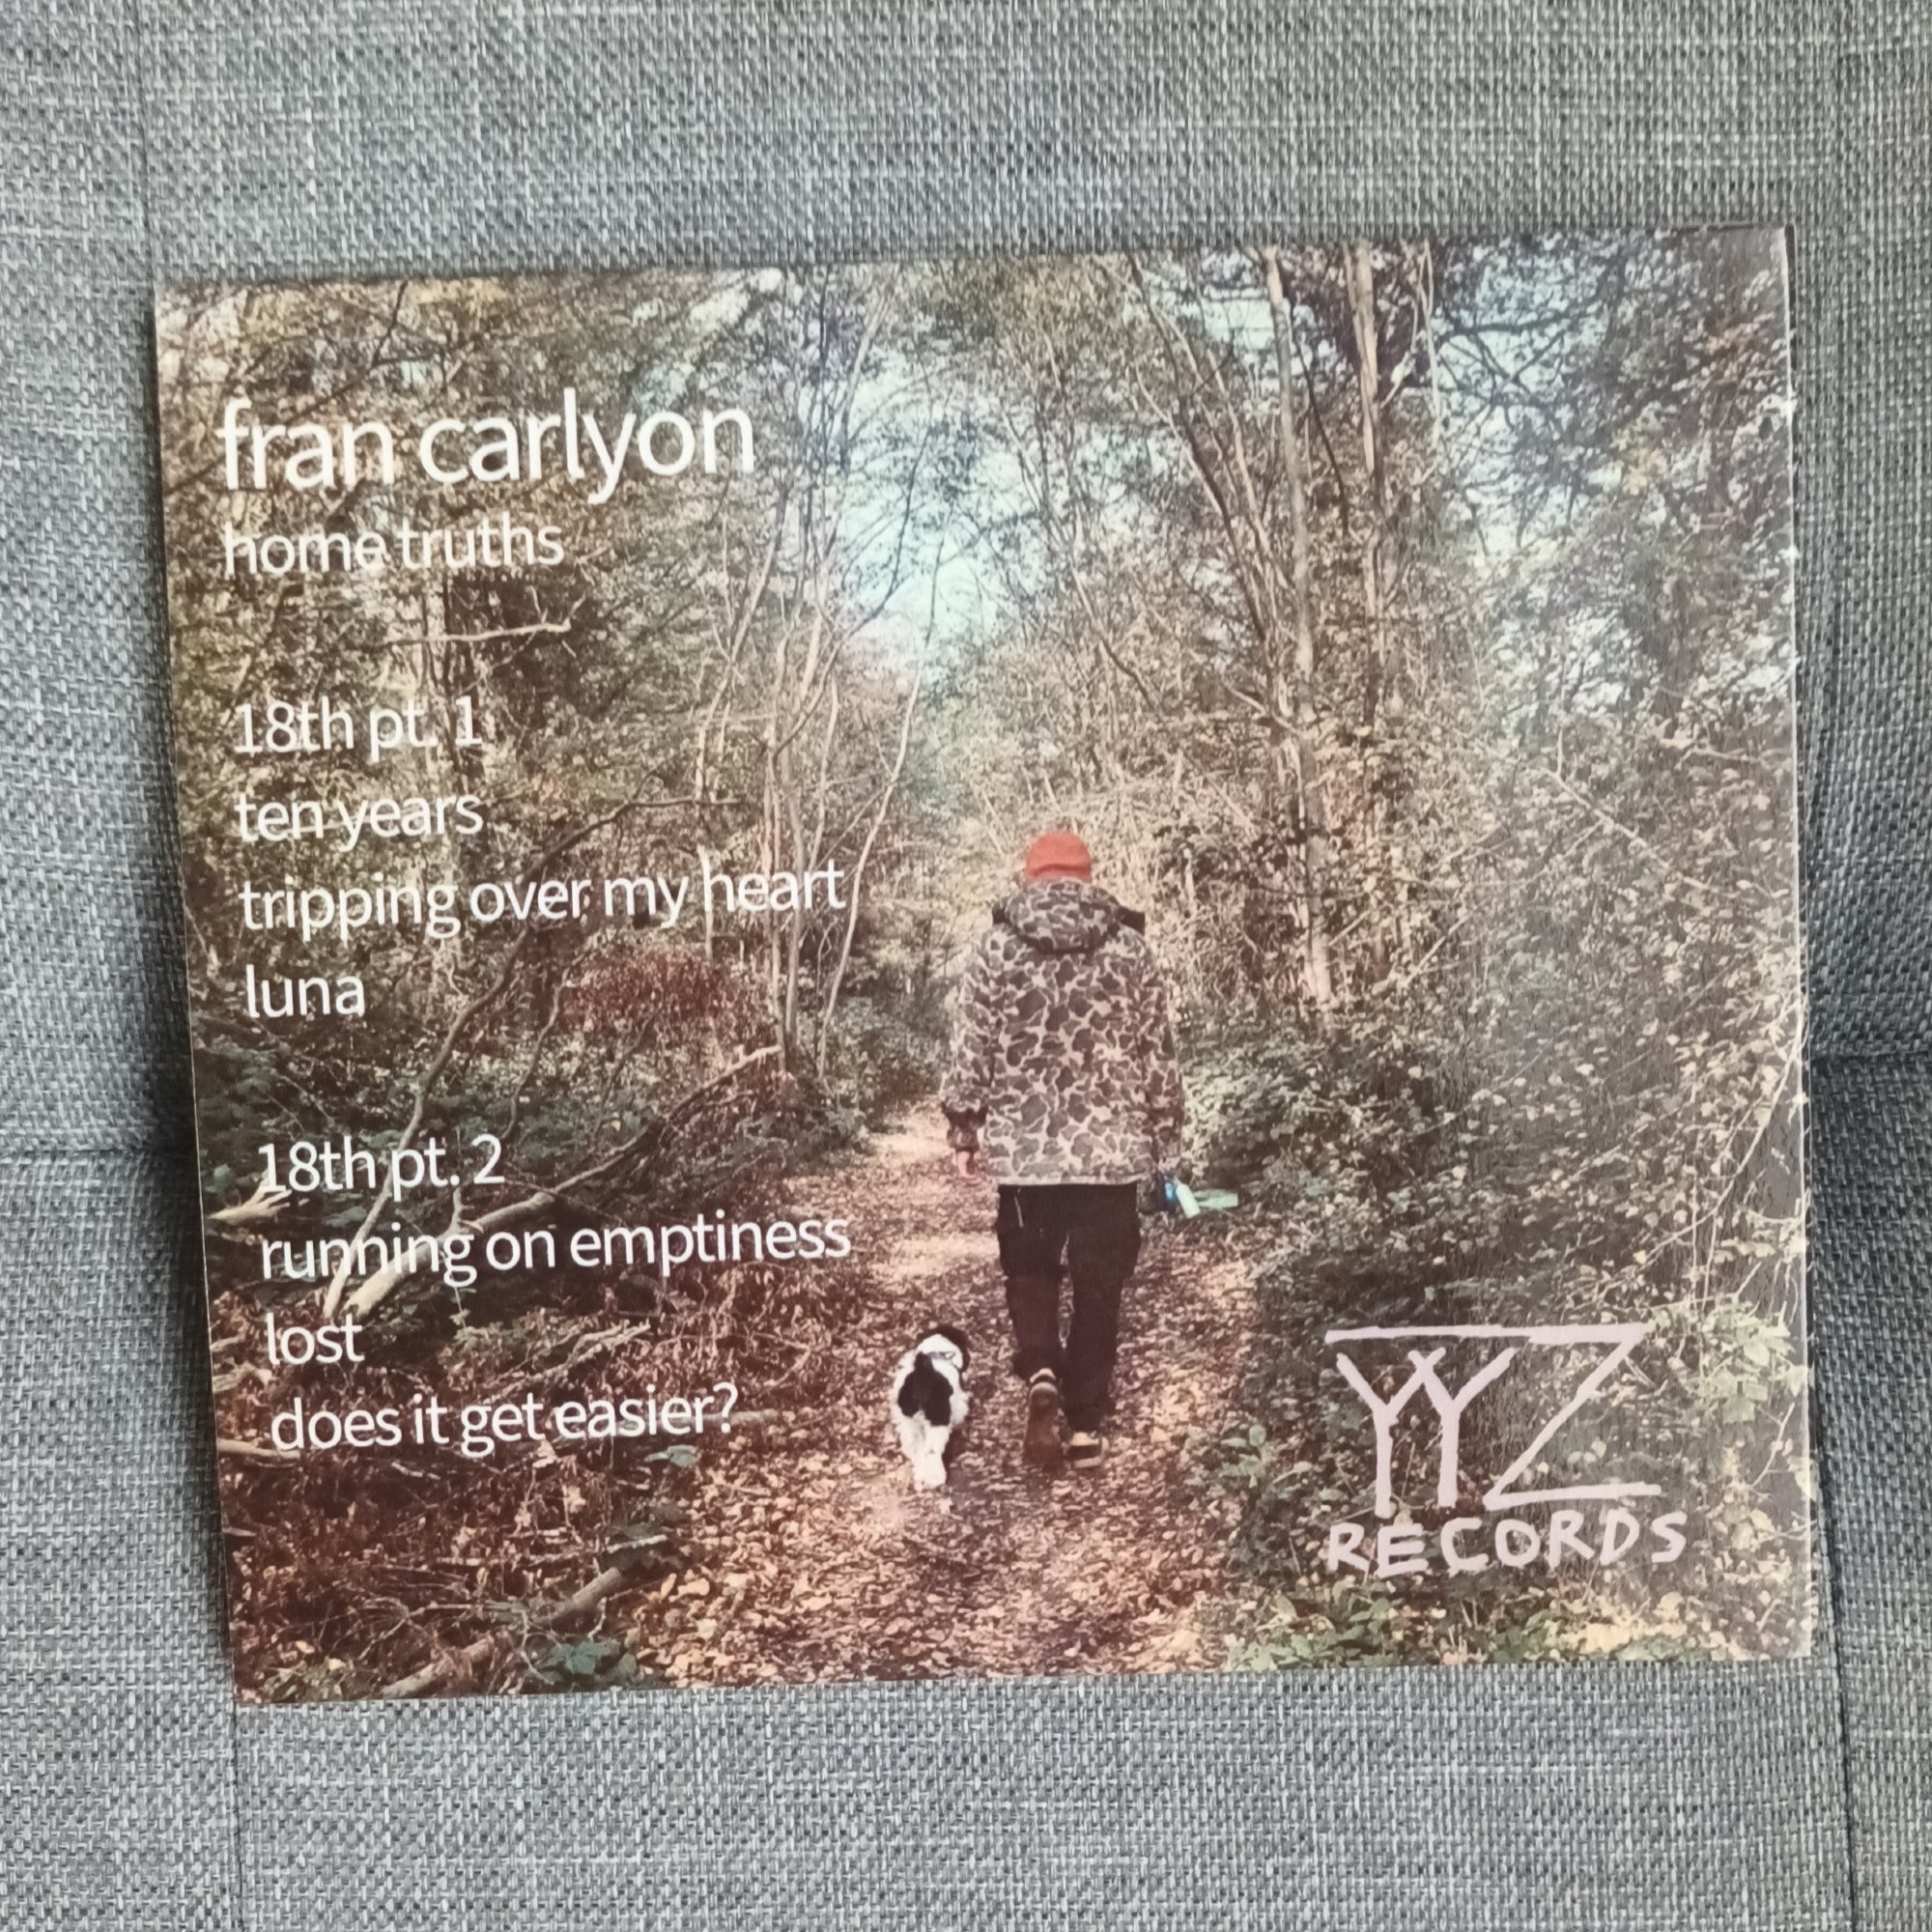 fran carlyon
home truths
18th pt. 1
ten years
tripping over my heart
luna
18th pt. 2
running on emptiness
lost
does it get easier?
YYZ
RECORDS